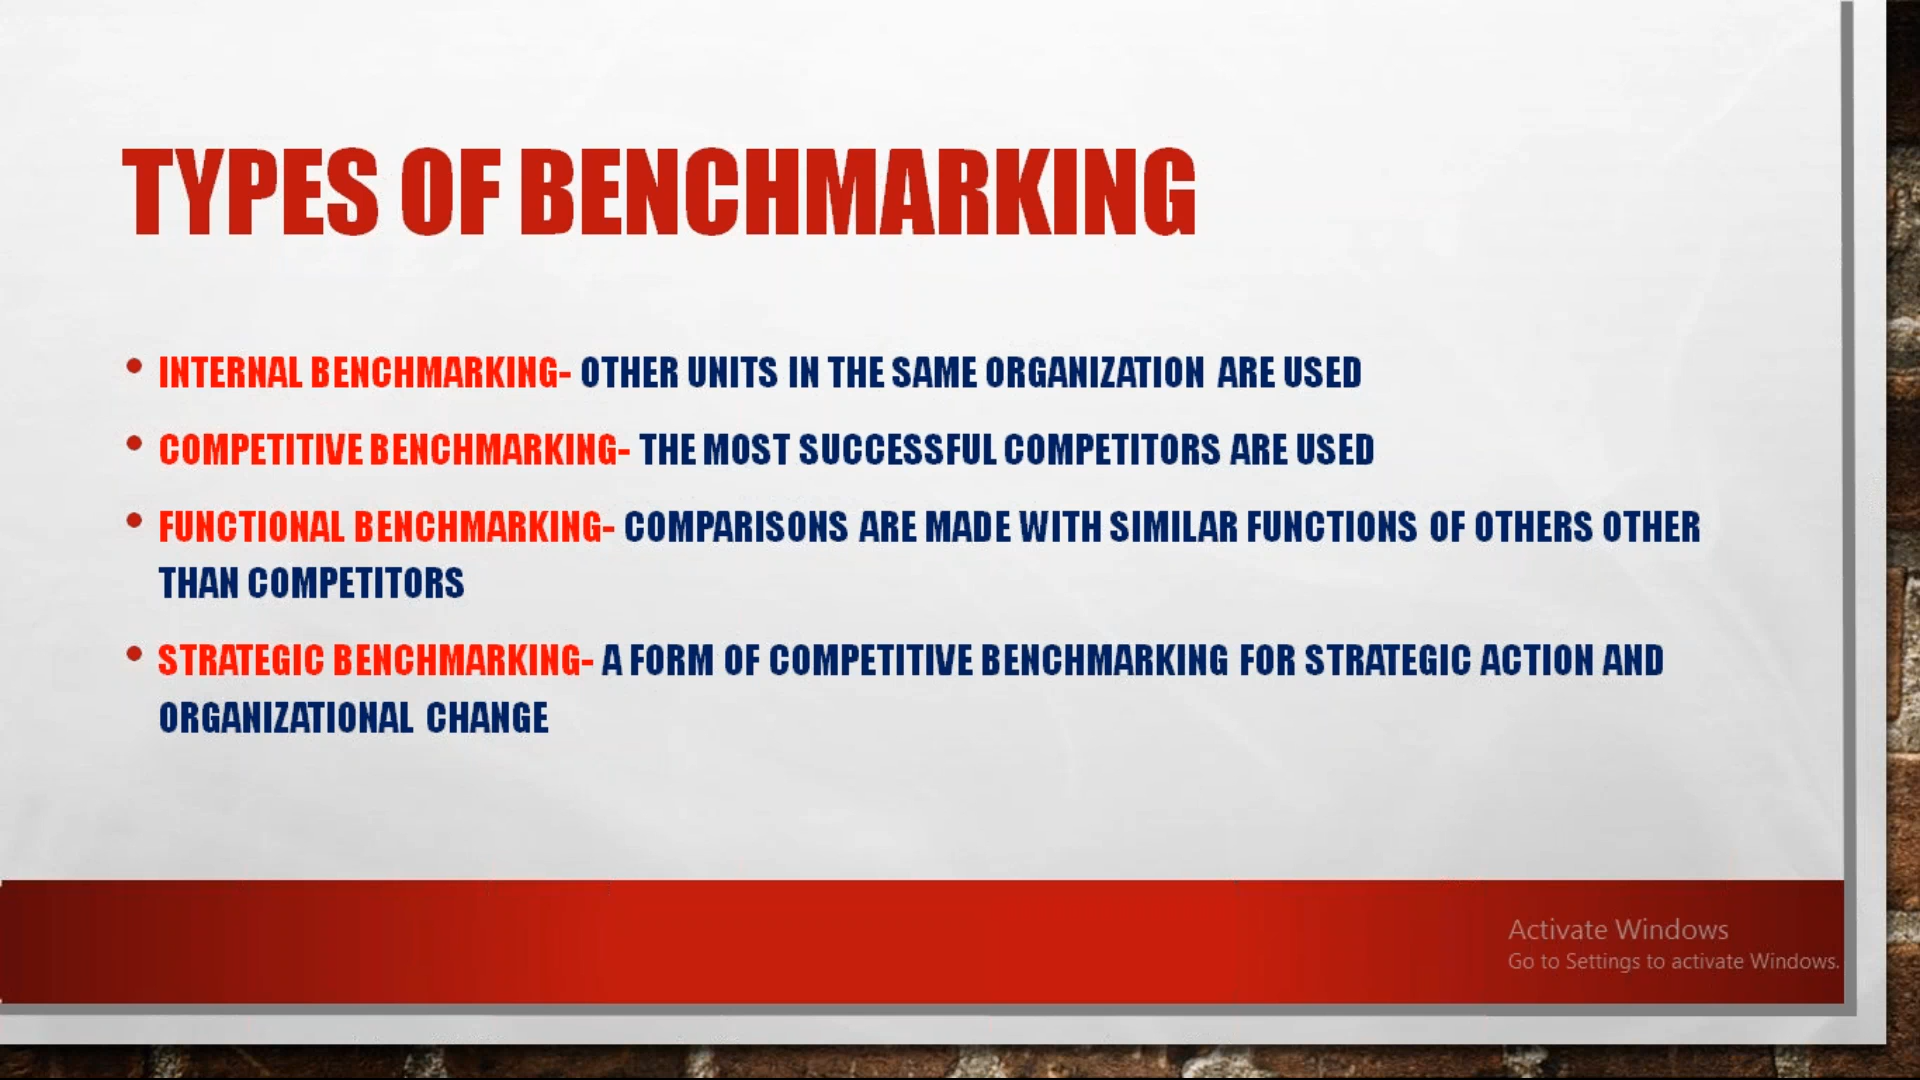 TYPES OF BENCHMARKING
• INTERNAL BENCHMARKING- OTHER UNITS IN THE SAME ORGANIZATION ARE USED
• COMPETITIVE BENCHMARKING- THE MOST SUCCESSFUL COMPETITORS ARE USED
• FUNCTIONAL BENCHMARKING- COMPARISONS ARE MADE WITH SIMILAR FUNCTIONS OF OTHERS OTHER
THAN COMPETITORS
• STRATEGIC BENCHMARKING- A FORM OF COMPETITIVE BENCHMARKING FOR STRATEGIC ACTION AND
ORGANIZATIONAL CHANGE
Activate Windows
Go to Settings to activate Windows.